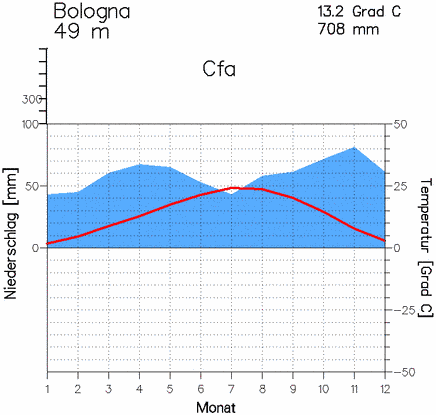 Bologna
49 m
13.2 Grad C
708 mm
Cfa
300
100
50
0
Niederschlag [mm]
50
25
0
-25
-50
Temperatur [Grad C]
1 2 3 4 5 6 7 8 9 10 11 12
Monat